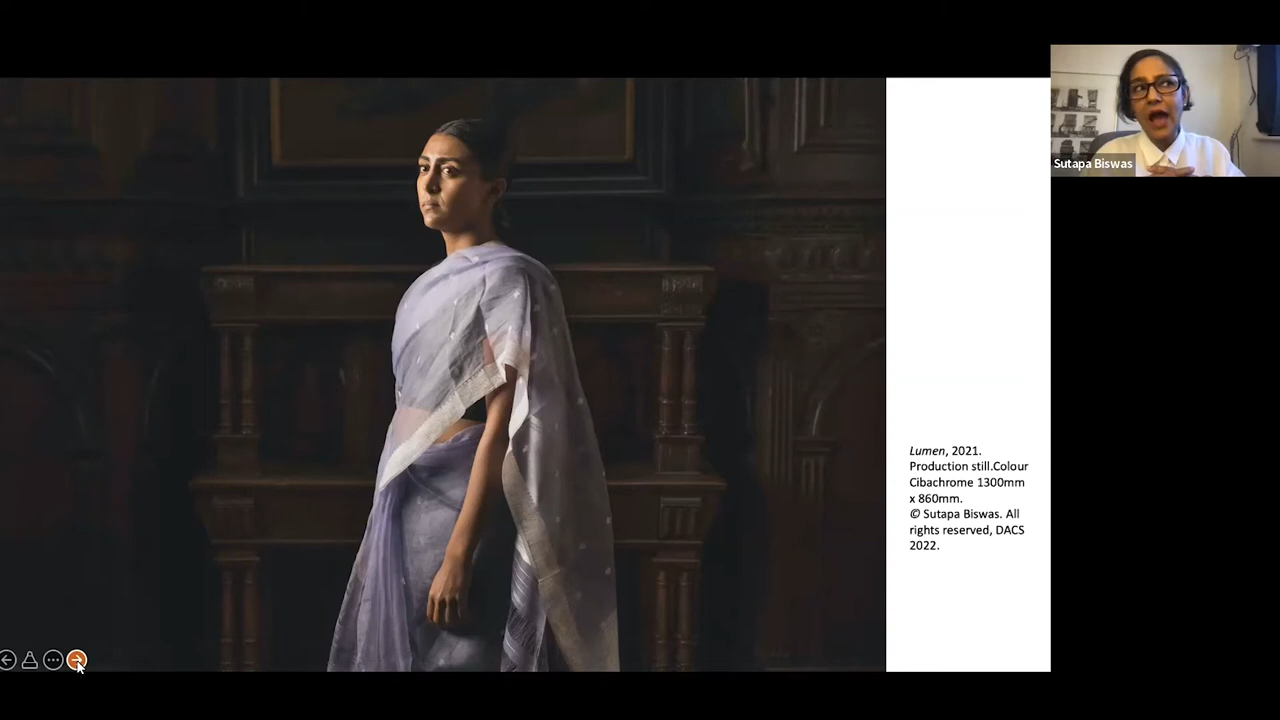 Sutapa Biswas
Lumen, 2021.
Production still.Colour
Cibachrome 1300mm
x 860mm.
© Sutapa Biswas. All
rights reserved, DACS
2022.